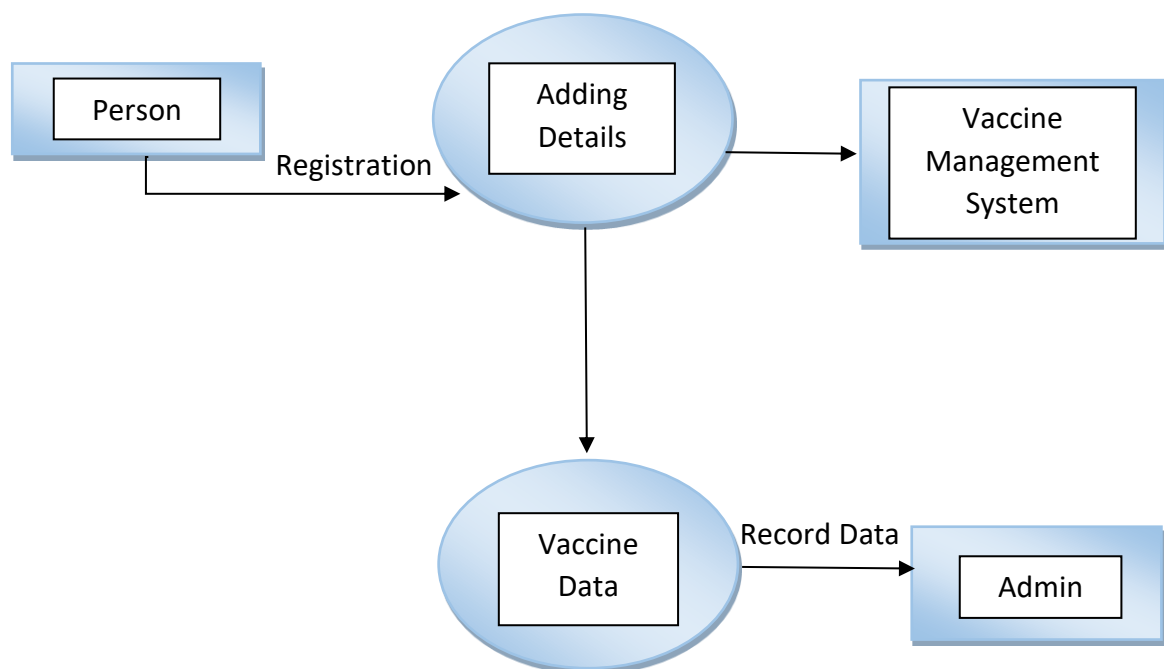 Person
Registration
Adding
Details
Vaccine
Management
System
Vaccine
Data
Record Data
Admin